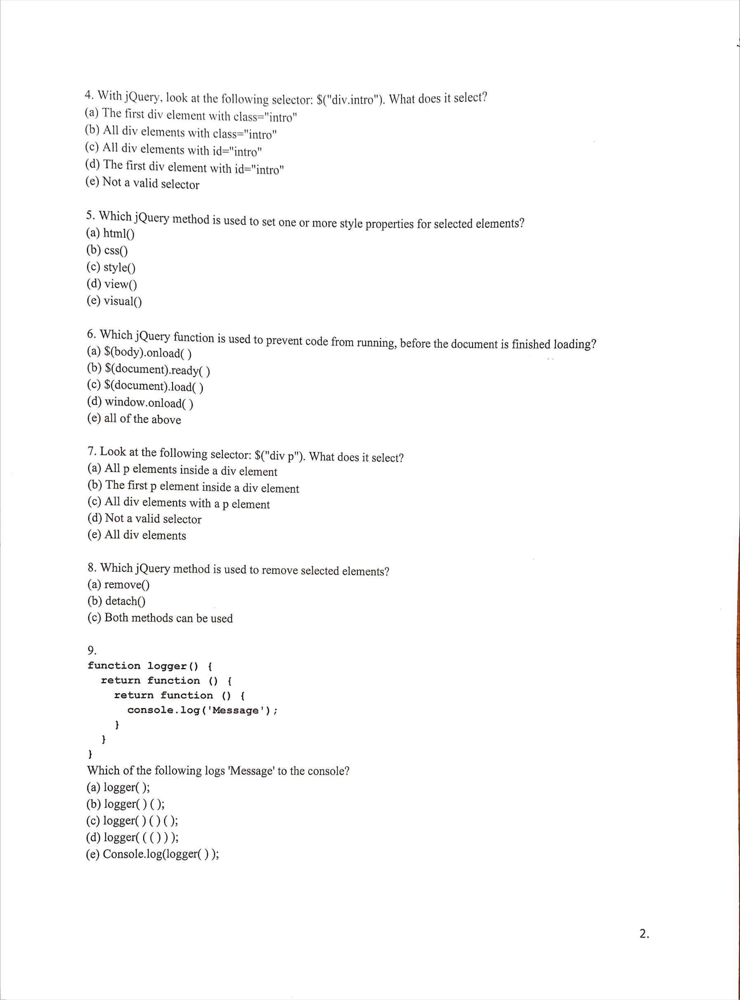 4. With jQuery, look at the following selector: $("div.intro"). What does it select?
(a) The first div element with class="intro"
(b) All div elements with class="intro"
(c) All div elements with id="intro"
(d) The first div element with id="intro"
(e) Not a valid selector
5. Which jQuery method is used to set one or more style properties for selected elements?
(a) html()
(b) css()
(c) style()
(d) view()
(e) visual()
6. Which jQuery function is used to prevent code from running, before the document is finished loading?
(a) $(body).onload( )
(b) $(document).ready( )
(c) $(document).load( )
(d) window.onload( )
(e) all of the above
7. Look at the following selector: $("div p"). What does it select?
(a) All p elements inside a div element
(b) The first p element inside a div element
(c) All div elements with a p element
(d) Not a valid selector
(e) All div elements
8. Which jQuery method is used to remove selected elements?
(a) remove()
(b) detach()
(c) Both methods can be used
9.
function logger() {
  return function () {
    return function () {
      console.log('Message');
    }
  }
}
Which of the following logs 'Message' to the console?
(a) logger( );
(b) logger( ) ( );
(c) logger( ) ( ) ( );
(d) logger( ( ( ) ) );
(e) Console.log(logger( ) );
2.